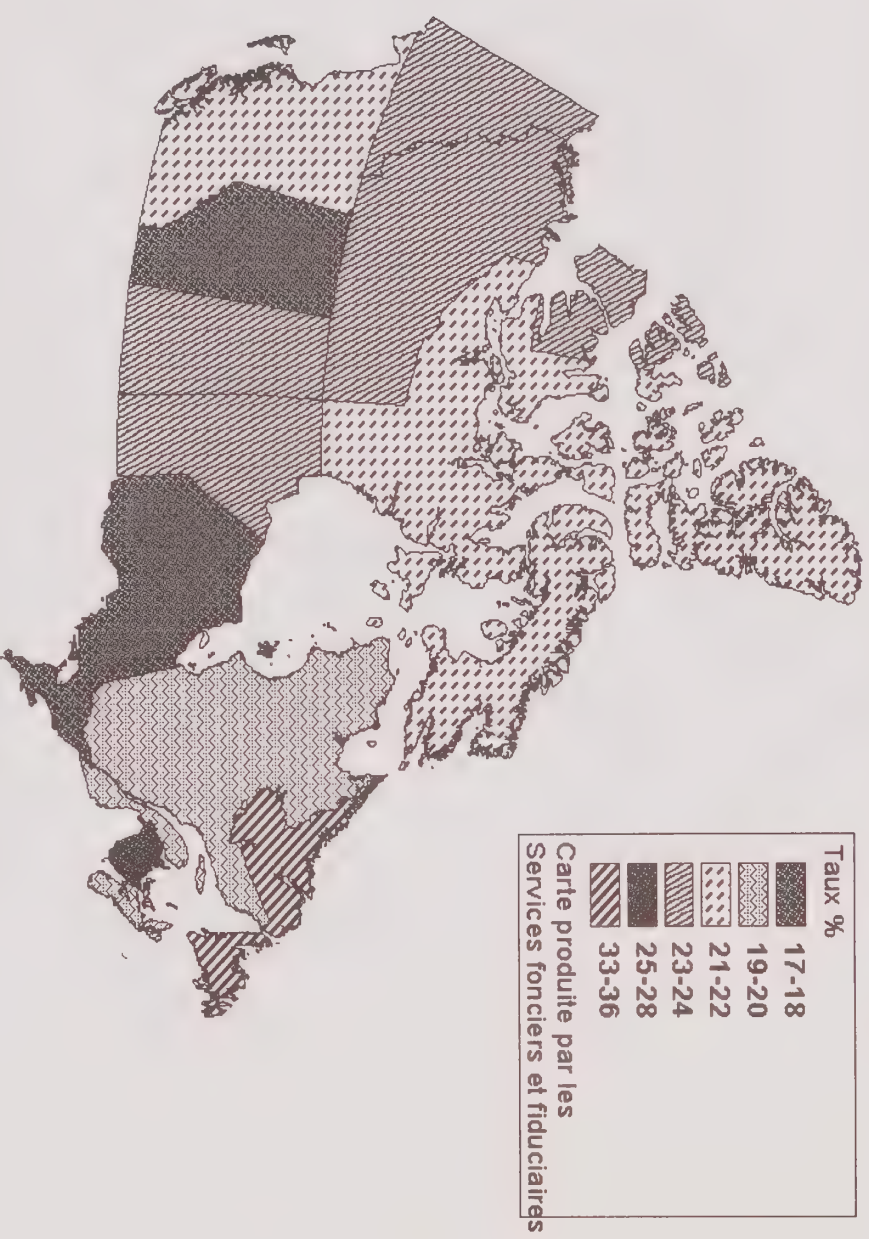 Taux %
17-18
19-20
21-22
23-24
25-28
33-36
Carte produite par les
Services fonciers et fiduciaires